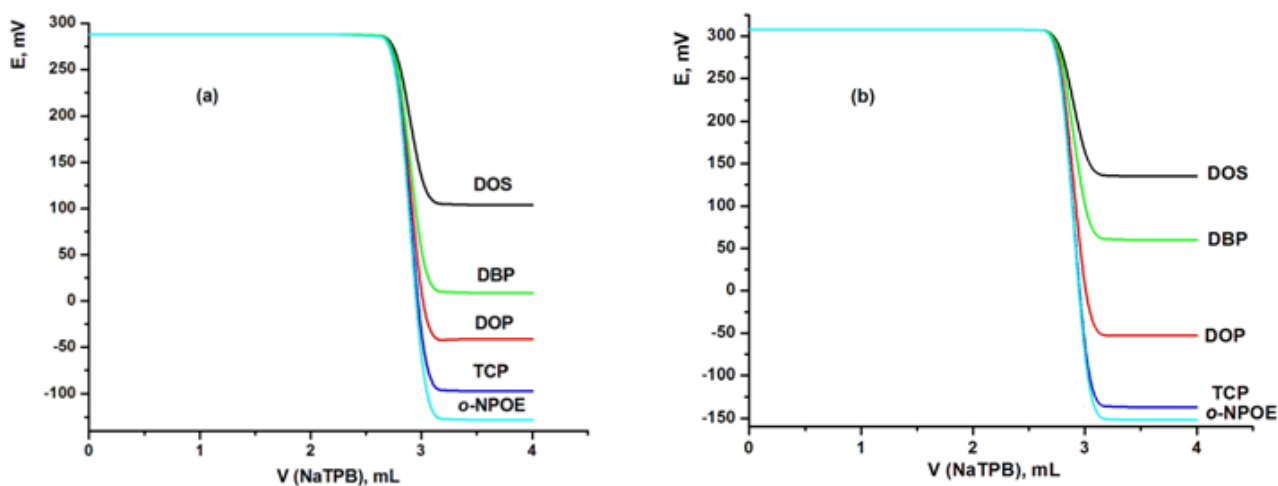 E, mV
300
250
200
150
100
50
0
-50
-100
(a)
DOS
DBP
DOP
TCP
o-NPOE
0 1 2 3 4
V (NaTPB), mL
E, mV
300
250
200
150
100
50
0
-50
-100
-150
(b)
DOS
DBP
DOP
TCP
o-NPOE
0 1 2 3 4
V (NaTPB), mL